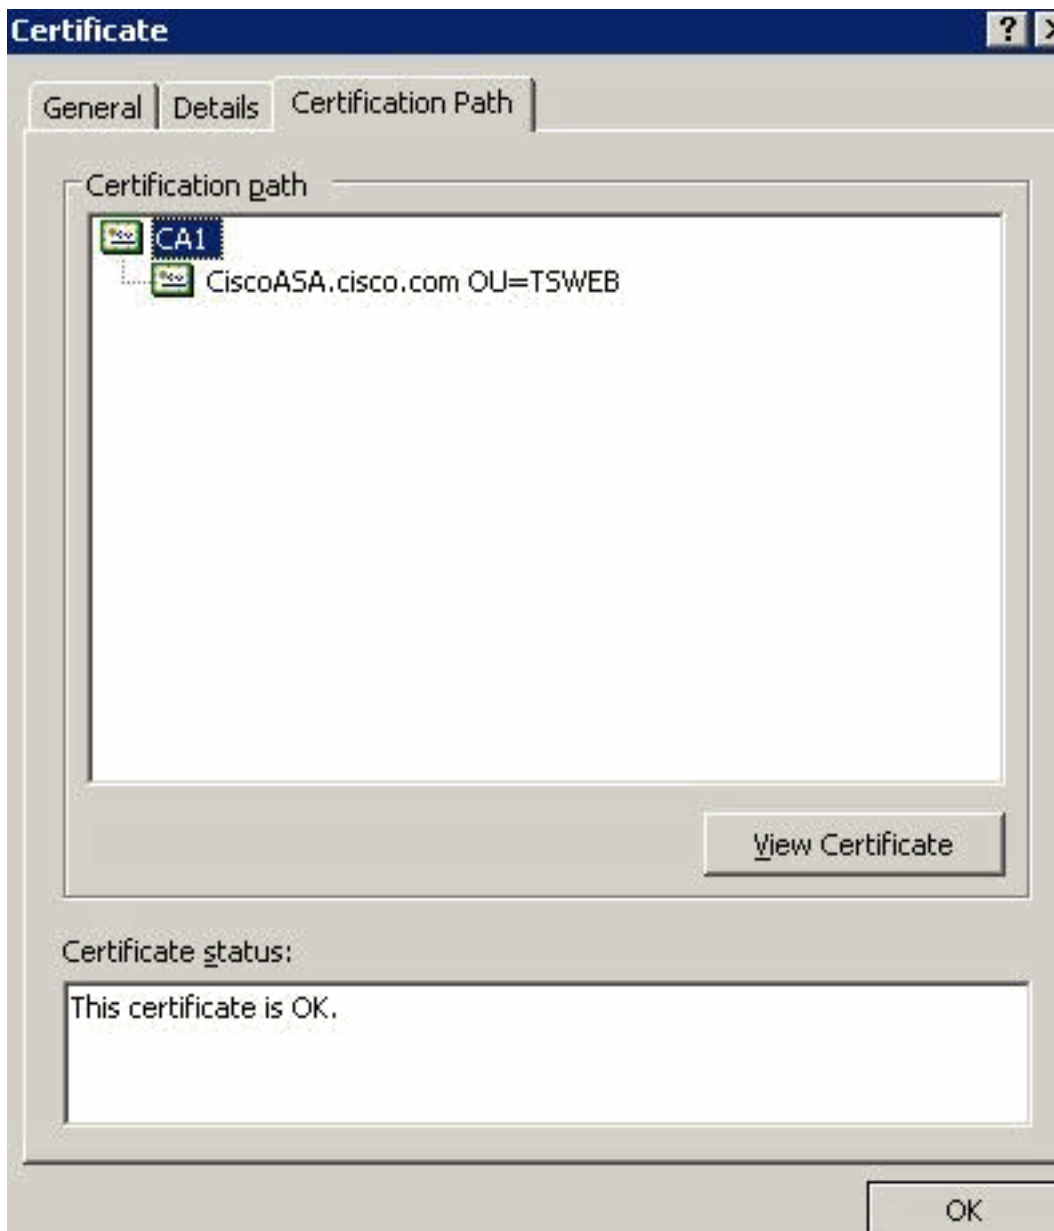 Certificate
General
Details
Certification Path
Certification path
CA1
CiscoASA.cisco.com OU=TSWEB
View Certificate
Certificate status:
This certificate is OK.
OK